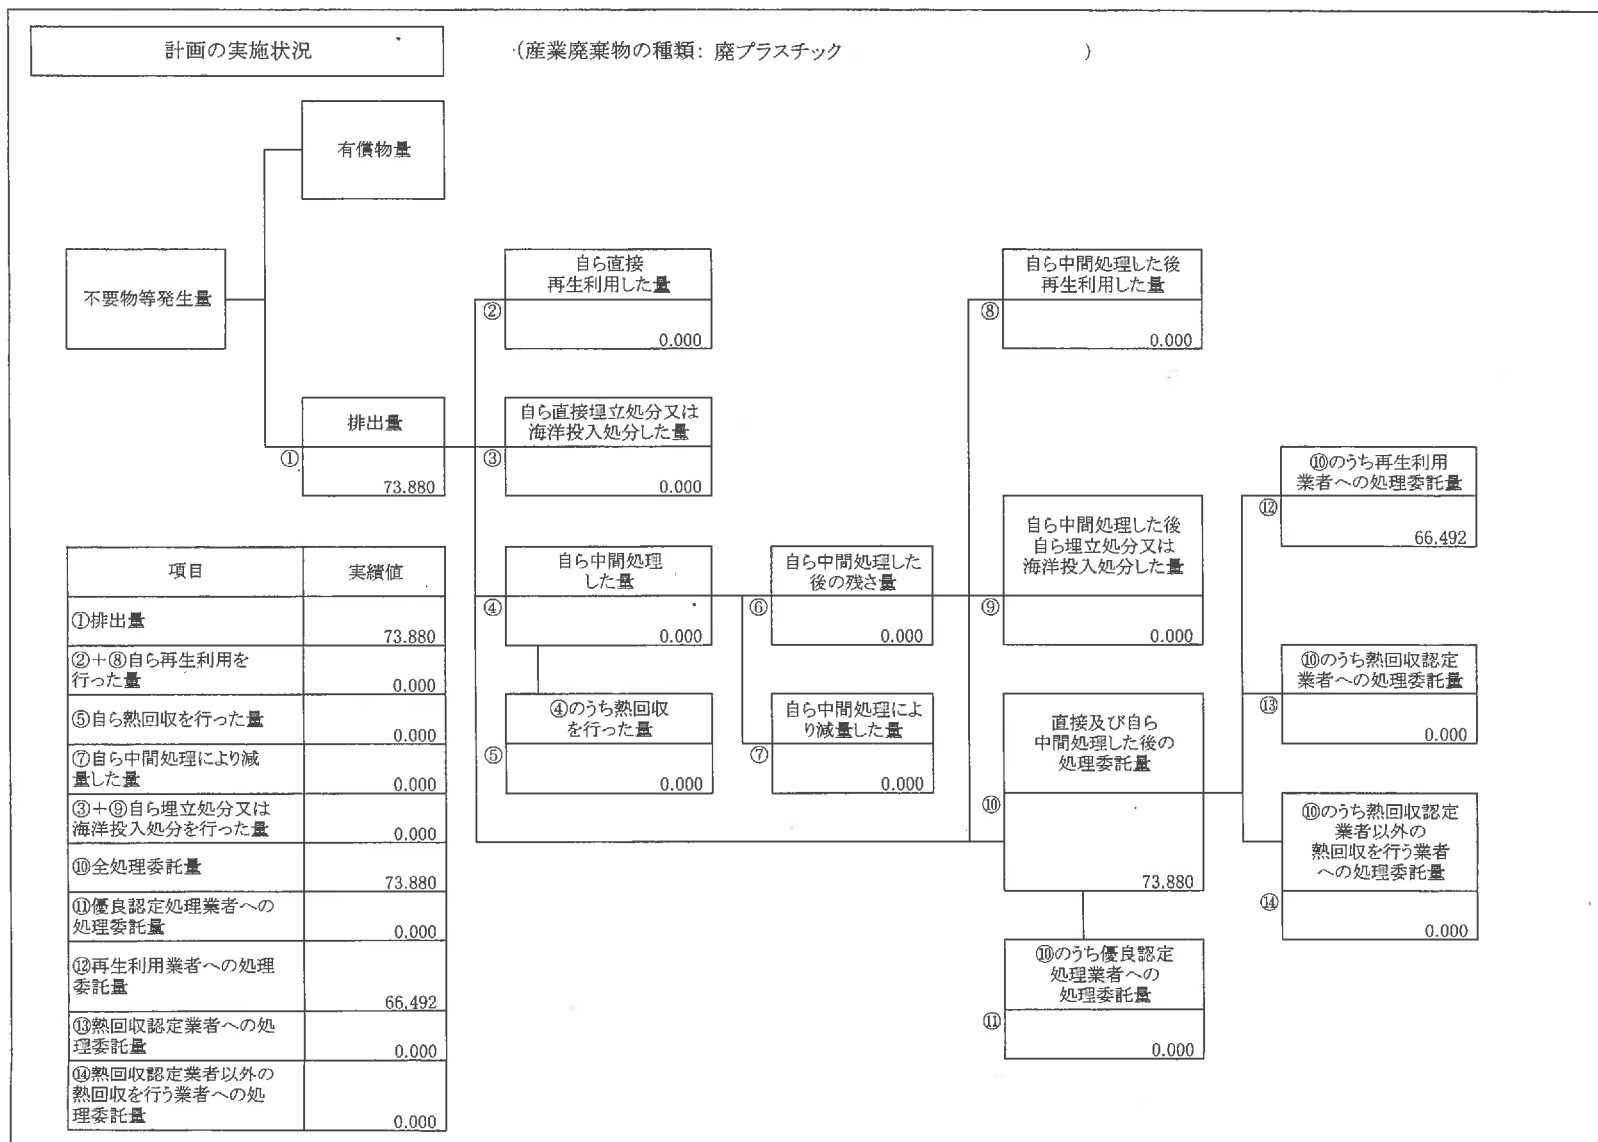 計画の実施状況
(産業廃棄物の種類： 廃プラスチック )
有償物量
不要物等発生量
自ら直接
再生利用した量
②
0.000
自ら中間処理した後
再生利用した量
⑧
0.000
排出量
①
73.880
自ら直接埋立処分又は
海洋投入処分した量
③
0.000
⑩のうち再生利用
業者への処理委託量
⑫
66.492
自ら中間処理
した量
④
0.000
自ら中間処理した
後の残さ量
⑥
0.000
自ら中間処理した後
自ら埋立処分又は
海洋投入処分した量
⑨
0.000
⑩のうち熱回収認定
業者への処理委託量
⑬
0.000
④のうち熱回収
を行った量
⑤
0.000
自ら中間処理によ
り減量した量
⑦
0.000
直接及び自ら
中間処理した後の
処理委託量
⑩
73.880
⑩のうち熱回収認定
業者以外の
熱回収を行う業者
への処理委託量
⑭
0.000
⑩のうち優良認定
処理業者への
処理委託量
⑪
0.000
項目 実績値
①排出量
73.880
②＋⑧自ら再生利用を
行った量
0.000
⑤自ら熱回収を行った量
0.000
⑦自ら中間処理により減
量した量
0.000
③＋⑨自ら埋立処分又は
海洋投入処分を行った量
0.000
⑩全処理委託量
73.880
⑪優良認定処理業者への
処理委託量
0.000
⑫再生利用業者への処理
委託量
66.492
⑬熱回収認定業者への処
理委託量
0.000
⑭熱回収認定業者以外の
熱回収を行う業者への処
理委託量
0.000